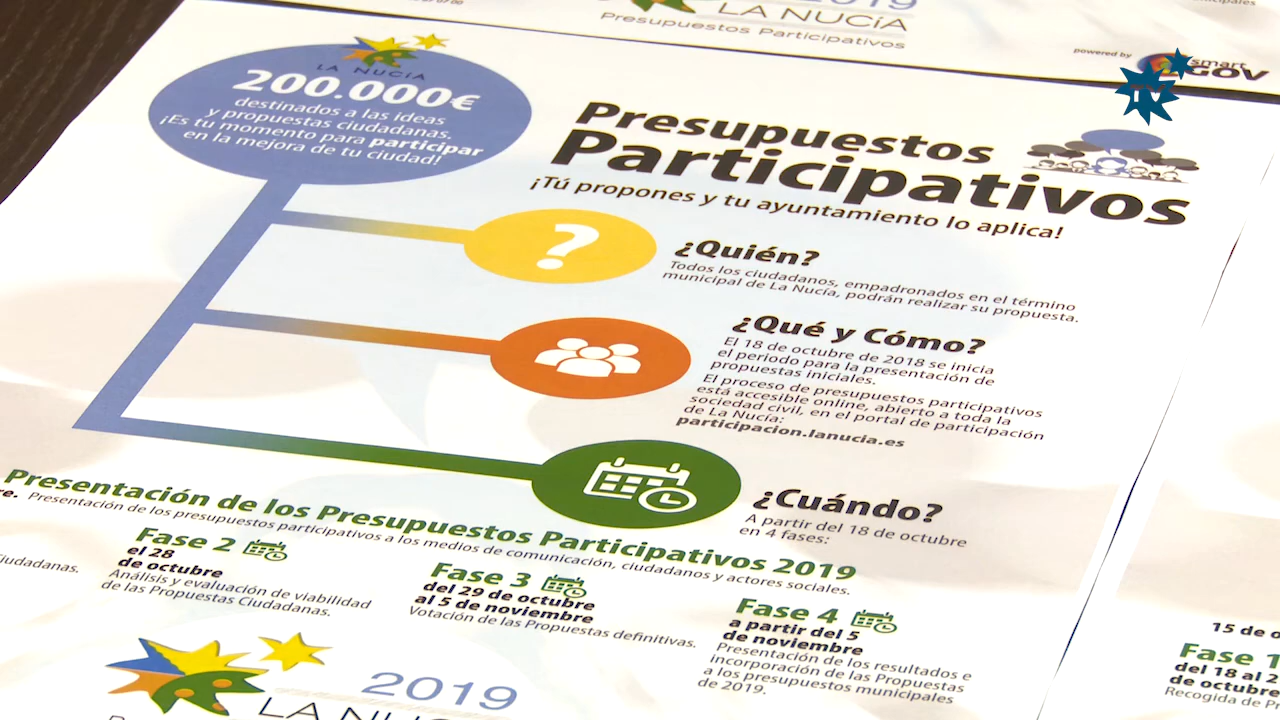 2019
LA NUCíA
Presupuestos Participativos
powered by
smart
GOV
TV
LA NUCíA
200.000€
destinados a las ideas
y propuestas ciudadanas.
¡Es tu momento para participar
en la mejora de tu ciudad!
Presupuestos
Participativos
¡Tú propones y tu ayuntamiento lo aplica!
?
¿Quién?
Todos los ciudadanos, empadronados en el término
municipal de La Nucía, podrán realizar su propuesta.
¿Qué y Cómo?
El 18 de octubre de 2018 se inicia
el periodo para la presentación de
propuestas iniciales.
El proceso de presupuestos participativos
está accesible online, abierto a toda la
sociedad civil, en el portal de participación
de La Nucía:
participacion.lanucia.es
¿Cuándo?
A partir del 18 de octubre
en 4 fases:
Presentación de los Presupuestos Participativos 2019
re. Presentación de los presupuestos participativos a los medios de comunicación, ciudadanos y actores sociales.
Ciudadanas.
Fase 2
el 28
de octubre
Análisis y evaluación de viabilidad
de las Propuestas Ciudadanas.
Fase 3
del 29 de octubre
al 5 de noviembre
Votación de las Propuestas definitivas.
Fase 4
a partir del 5
de noviembre
Presentación de los resultados e
incorporación de las Propuestas
a los presupuestos municipales
de 2019.
15 de o
Fase 1
del 18 al 2
de octubre
Recogida de P
2019
LA NUC